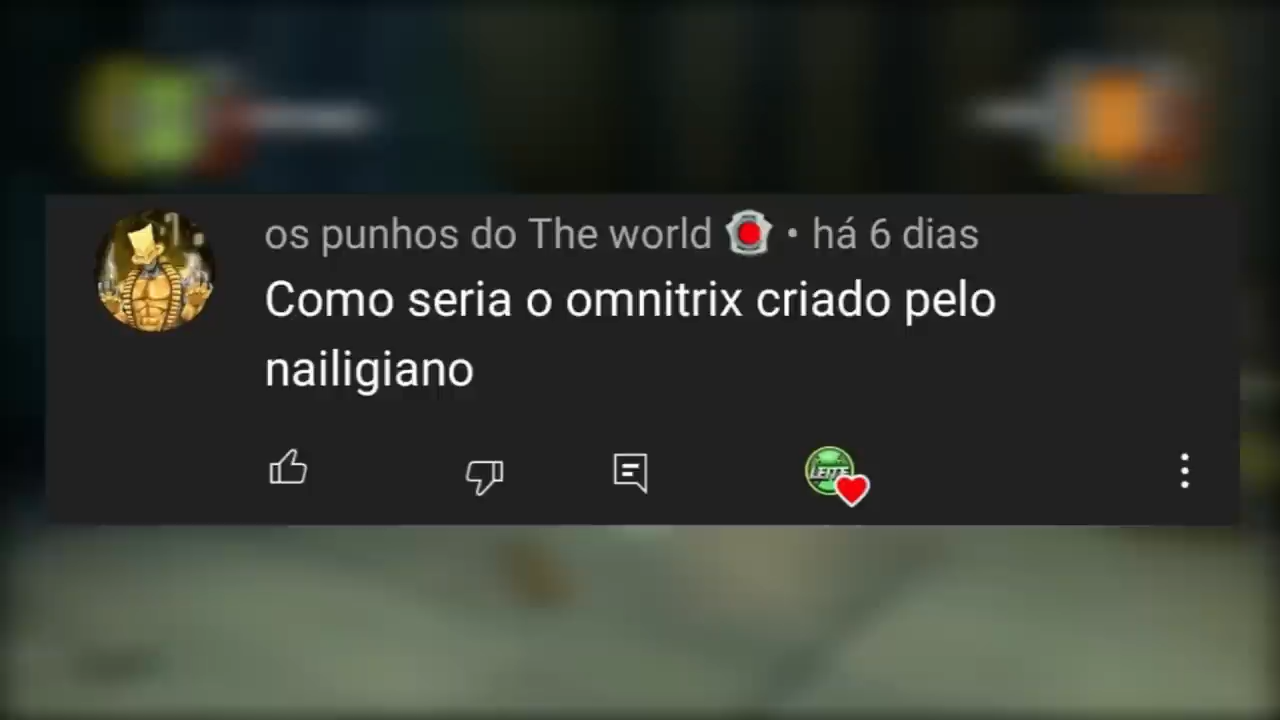 os punhos do The world • há 6 dias
Como seria o omnitrix criado pelo
nailigiano
LEITE